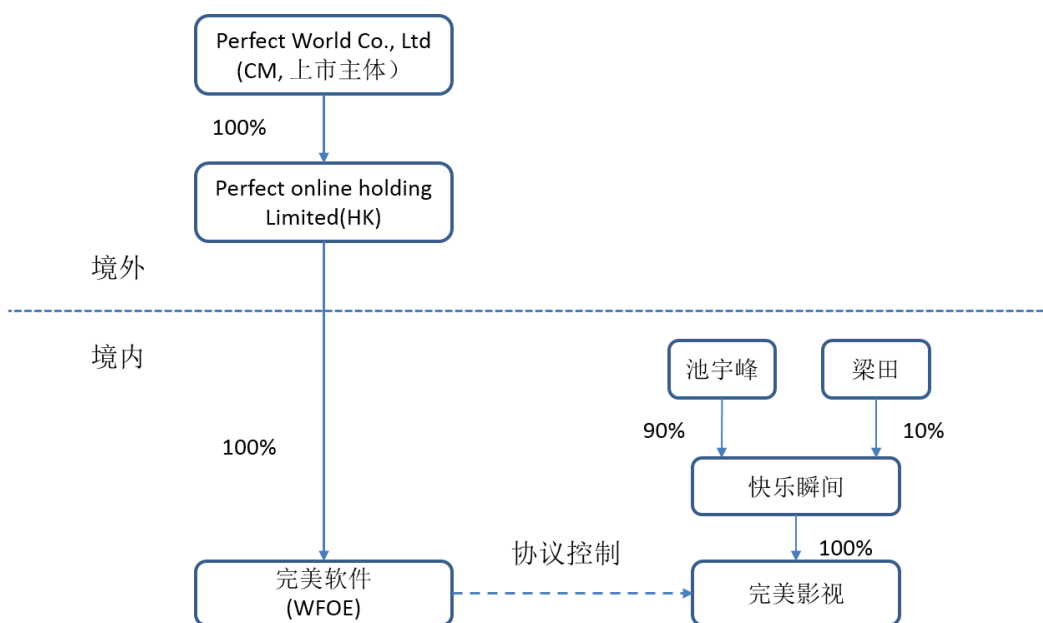 Perfect World Co., Ltd
(CM, 上市主体）
100%
Perfect online holding
Limited(HK)
境外
境内
池宇峰
梁田
90%
10%
100%
快乐瞬间
协议控制
100%
完美软件
(WFOE)
完美影视